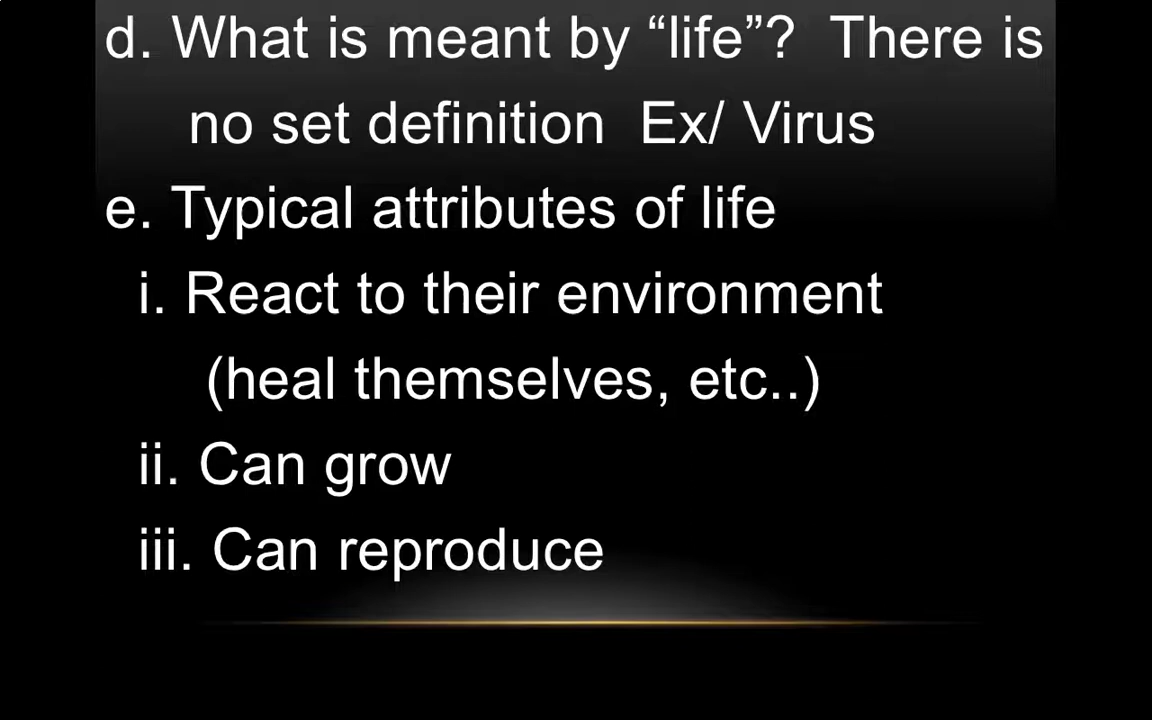 d. What is meant by “life”?  There is
no set definition  Ex/ Virus
e. Typical attributes of life
i. React to their environment
(heal themselves, etc..)
ii. Can grow
iii. Can reproduce